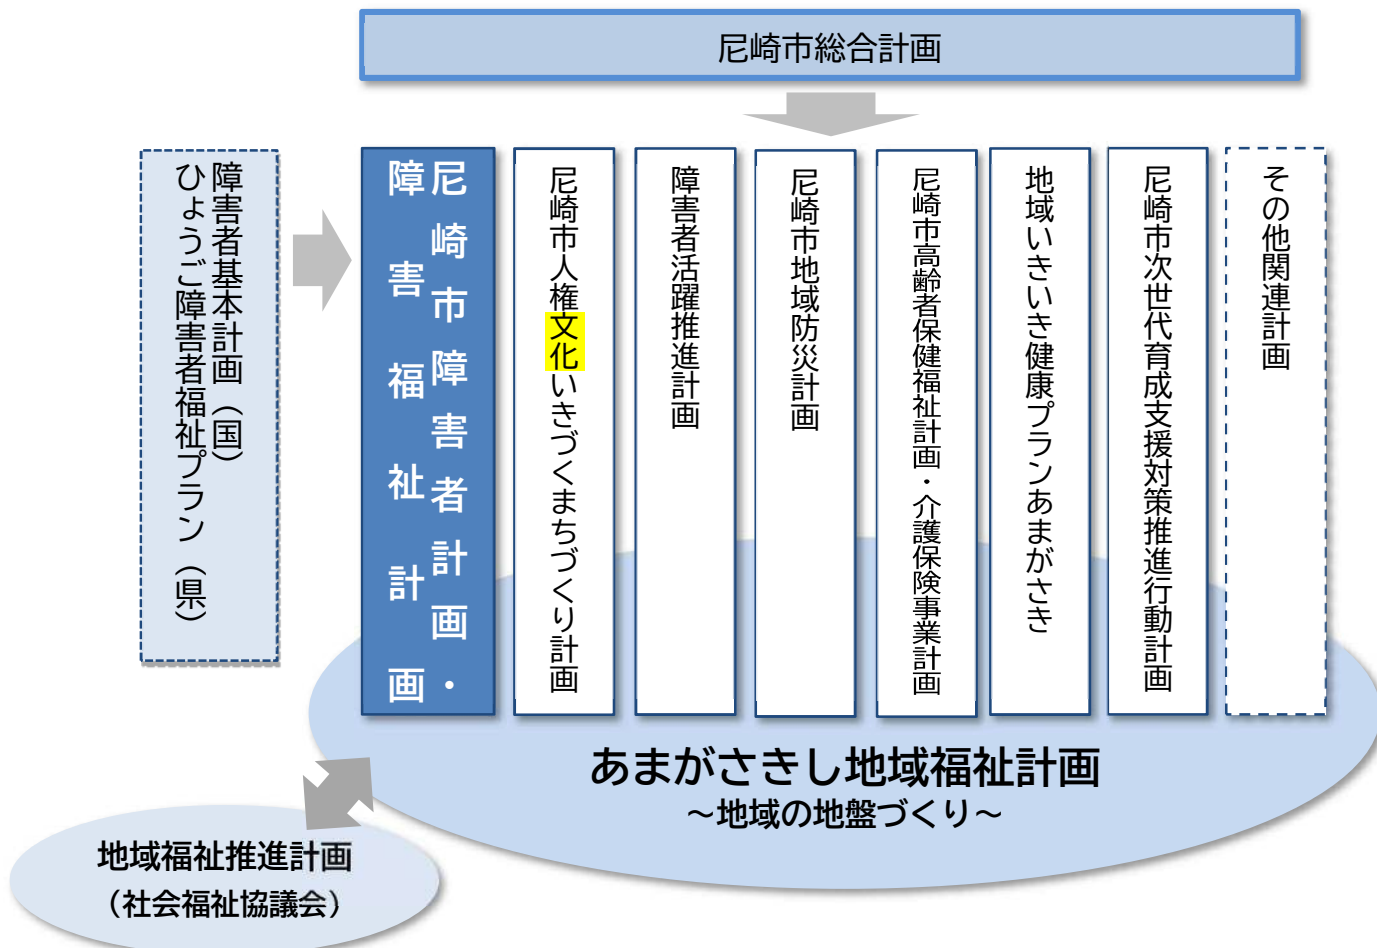 尼崎市総合計画
障害者基本計画（国）
ひょうご障害者福祉プラン（県）
尼崎市障害者計画・
障害福祉計画
尼崎市人権文化いきづくまちづくり計画
障害者活躍推進計画
尼崎市地域防災計画
尼崎市高齢者保健福祉計画・介護保険事業計画
地域いきいき健康プランあまがさき
尼崎市次世代育成支援対策推進行動計画
その他関連計画
あまがさきし地域福祉計画
～地域の地盤づくり～
地域福祉推進計画
（社会福祉協議会）